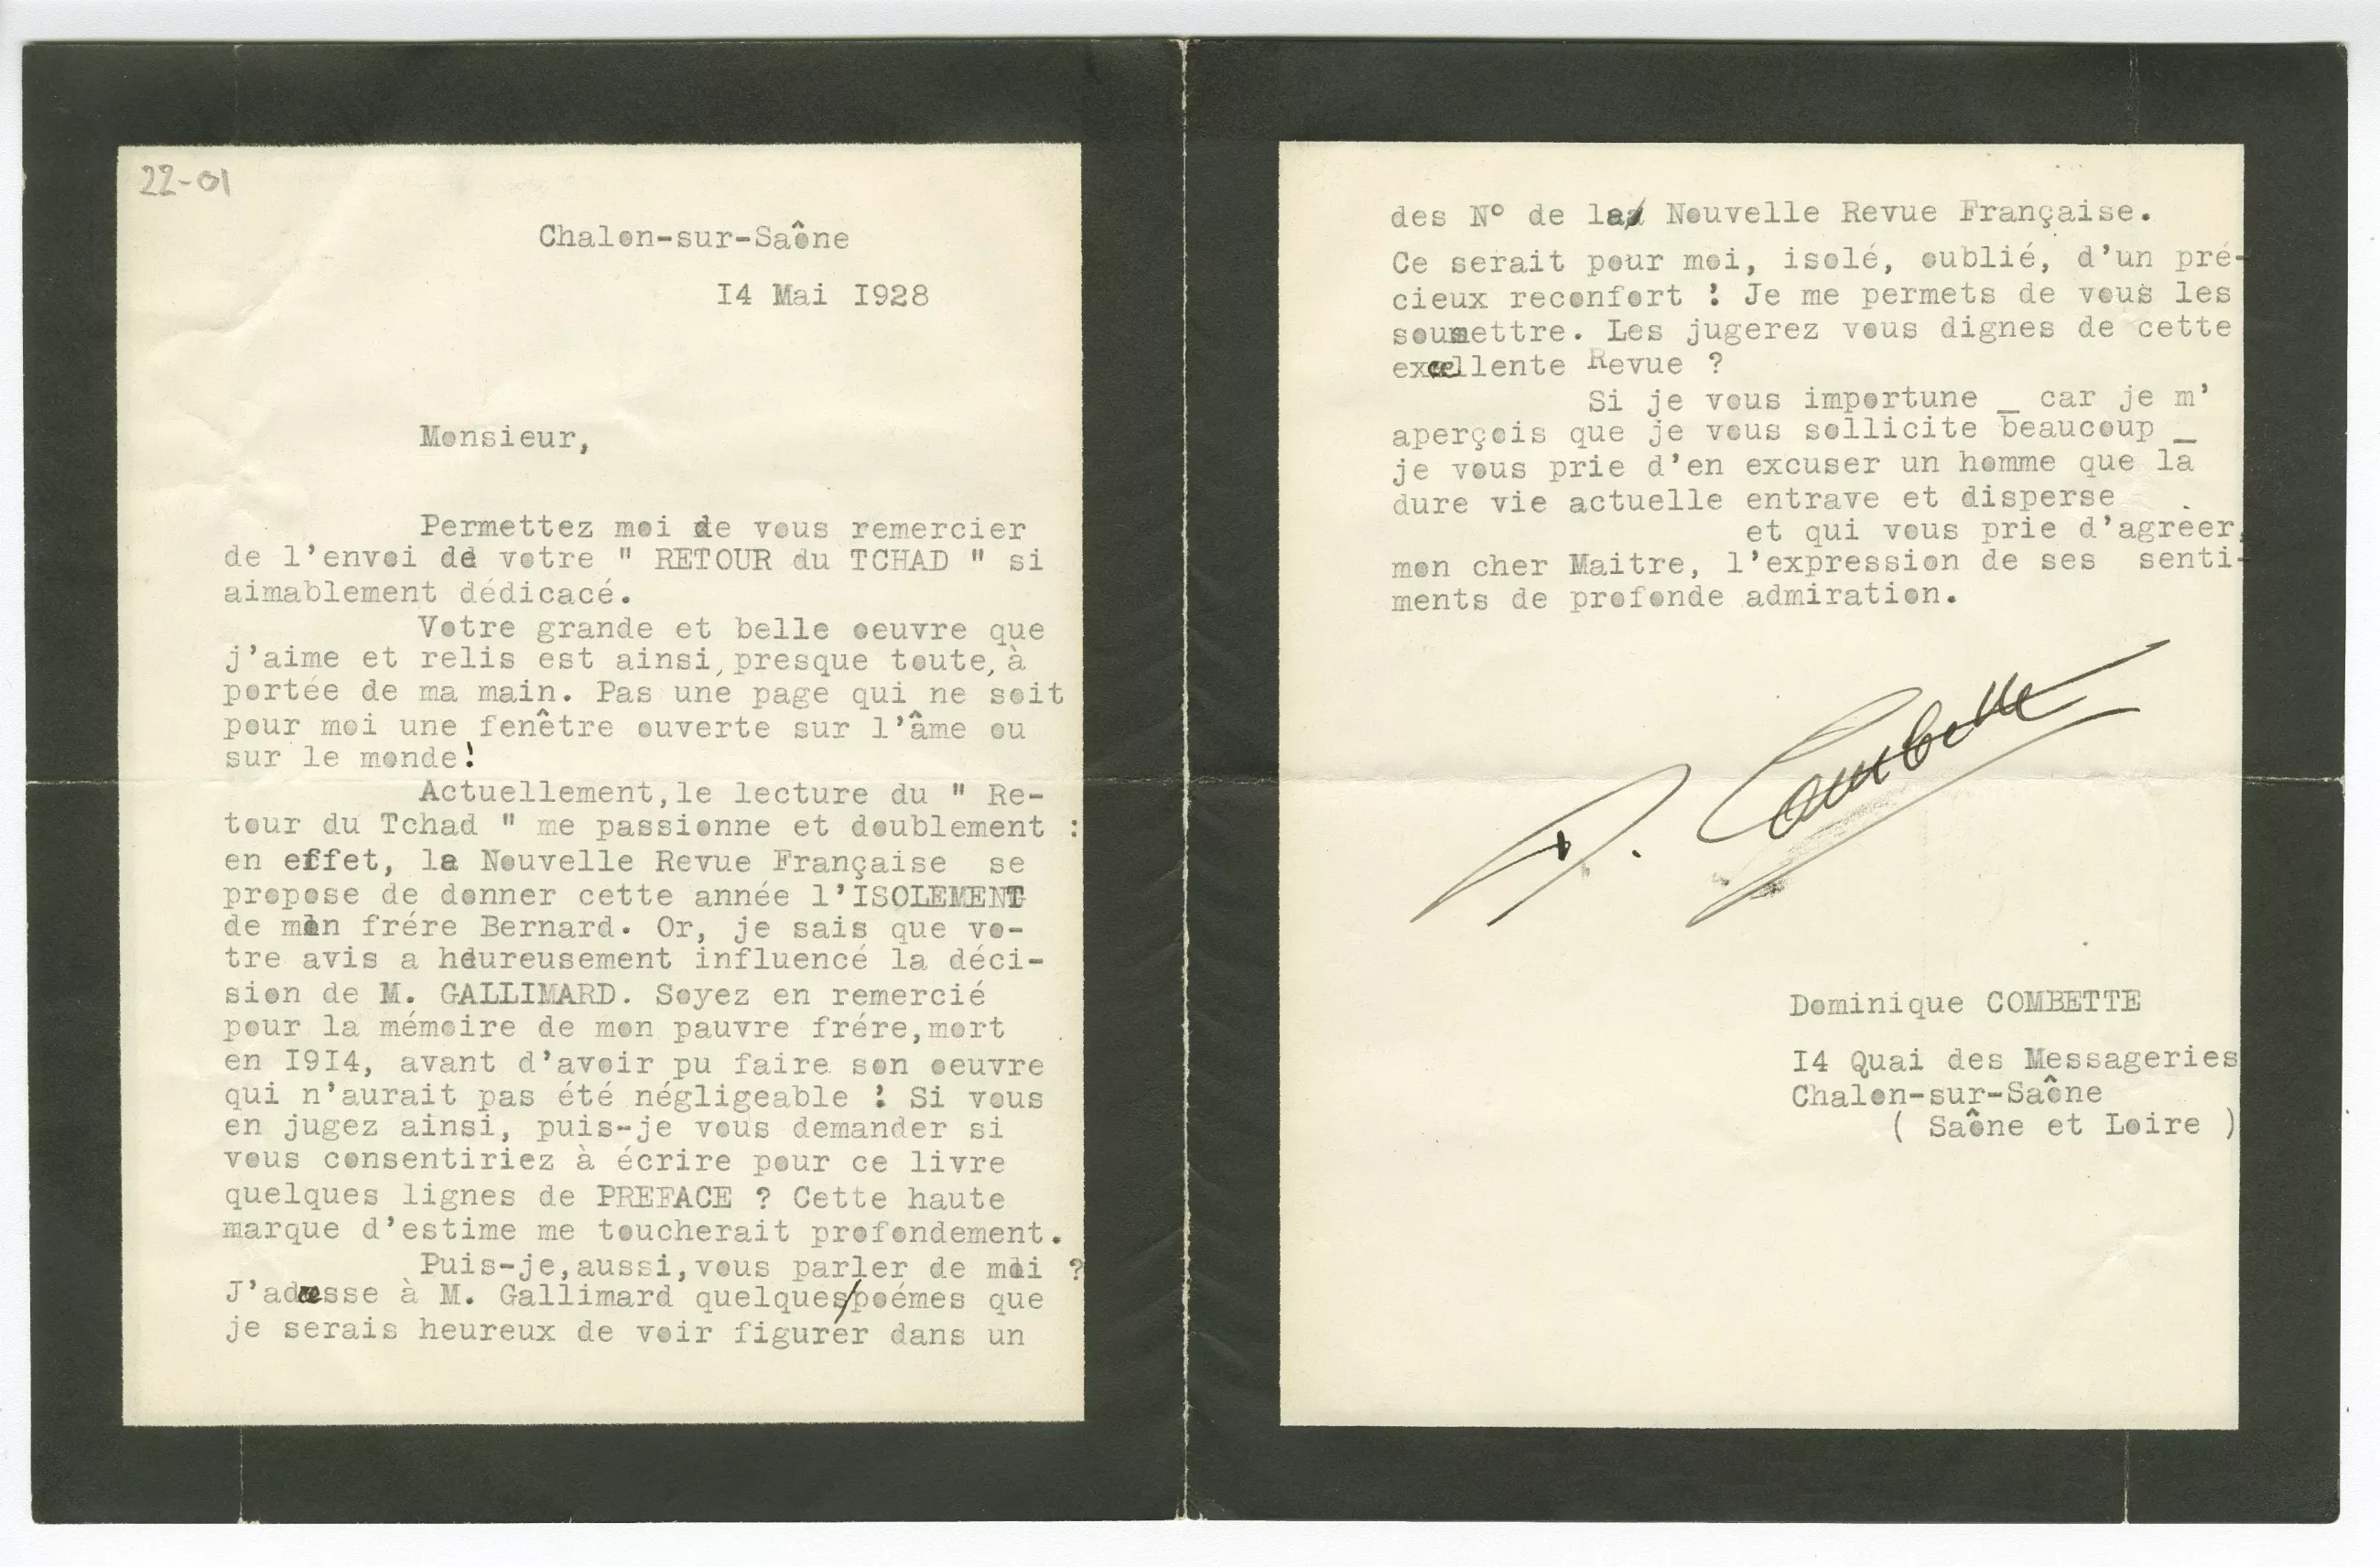 22-01
Chalon-sur-Saône
I4 Mai I928
Monsieur,
Permettez moi de vous remercier
de l'envoi de votre " RETOUR du TCHAD " si
aimablement dédicacé.
Votre grande et belle oeuvre que
j'aime et relis est ainsi, presque toute, à
portée de ma main. Pas une page qui ne soit
pour moi une fenêtre ouverte sur l'âme ou
sur le monde!
Actuellement, le lecture du " Re-
tour du Tchad " me passionne et doublement :
en effet, la Nouvelle Revue Française se
propose de donner cette année l'ISOLEMENT
de mon frére Bernard. Or, je sais que vo-
tre avis a heureusement influencé la déci-
sion de M. GALLIMARD. Soyez en remercié
pour la mémoire de mon pauvre frére, mort
en I9I4, avant d'avoir pu faire son oeuvre
qui n'aurait pas été négligeable ! Si vous
en jugez ainsi, puis-je vous demander si
vous consentiriez à écrire pour ce livre
quelques lignes de PREFACE ? Cette haute
marque d'estime me toucherait profondement.
Puis-je, aussi, vous parler de moi ?
J'adresse à M. Gallimard quelques/poémes que
je serais heureux de voir figurer dans un
des N° de la Nouvelle Revue Française.
Ce serait pour moi, isolé, oublié, d'un pré-
cieux reconfort ! Je me permets de vous les
soumettre. Les jugerez vous dignes de cette
excellente Revue ?
Si je vous importune _ car je m'
aperçois que je vous sollicite beaucoup _
je vous prie d'en excuser un homme que la
dure vie actuelle entrave et disperse
et qui vous prie d'agréer,
mon cher Maitre, l'expression de ses senti-
ments de profonde admiration.
D. Combette
Dominique COMBETTE
I4 Quai des Messageries
Chalon-sur-Saône
( Saône et Loire )